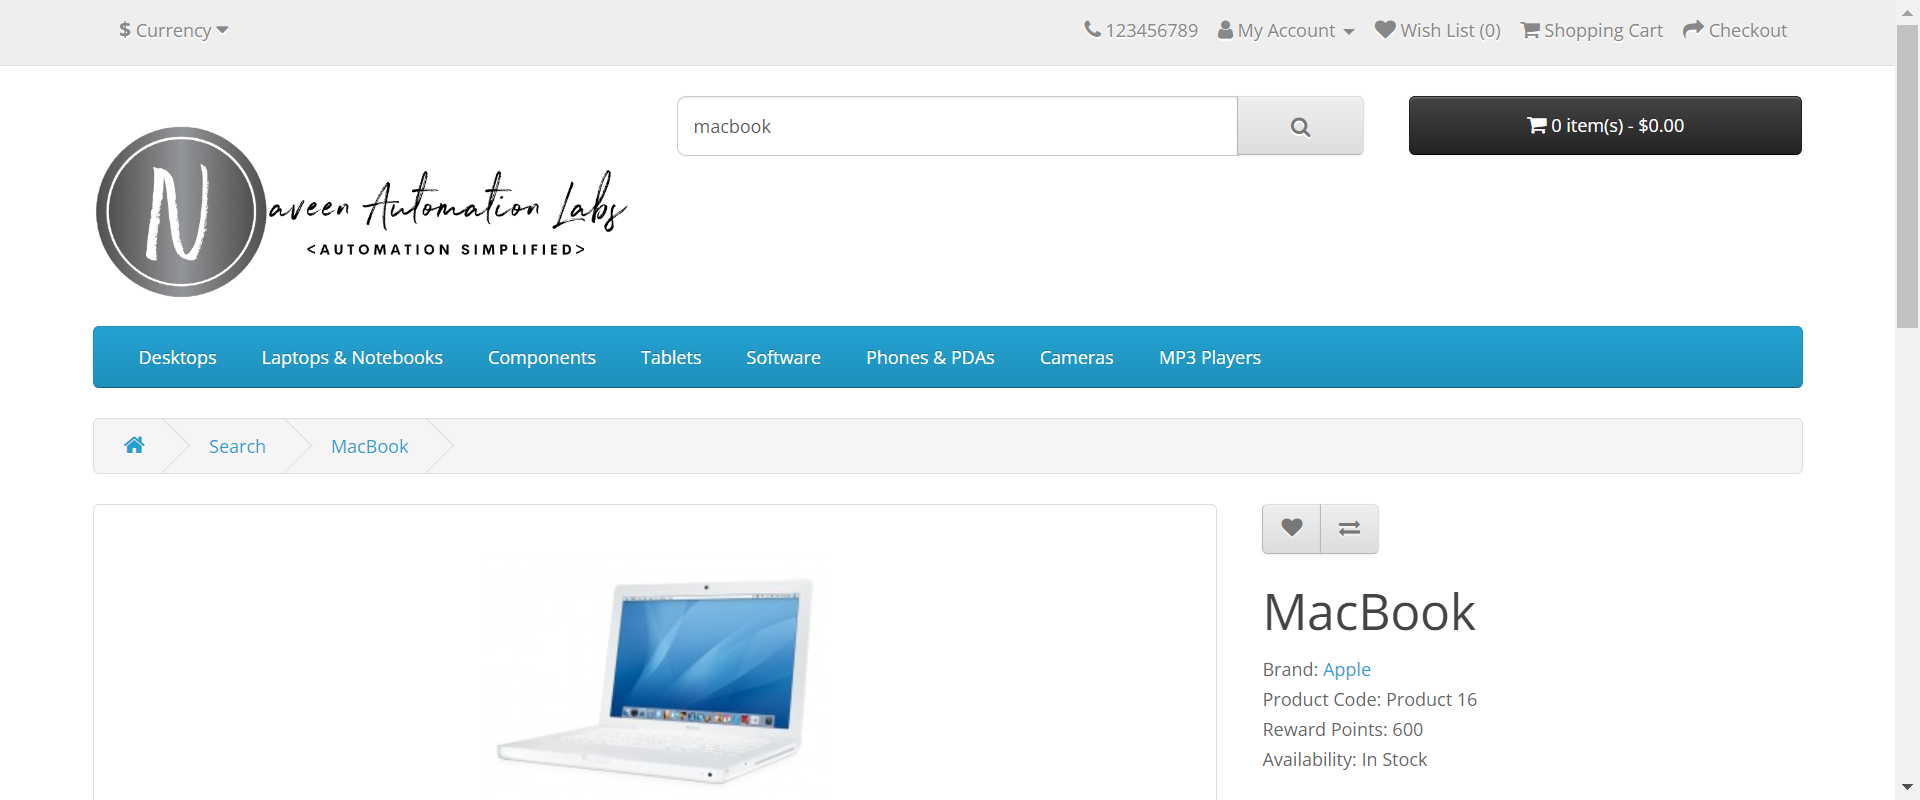 $ Currency
123456789 My Account Wish List (0) Shopping Cart Checkout
macbook
0 item(s) - $0.00
Naveen Automation Labs
<AUTOMATION SIMPLIFIED>
Desktops Laptops & Notebooks Components Tablets Software Phones & PDAs Cameras MP3 Players
Search MacBook
MacBook
Brand: Apple
Product Code: Product 16
Reward Points: 600
Availability: In Stock